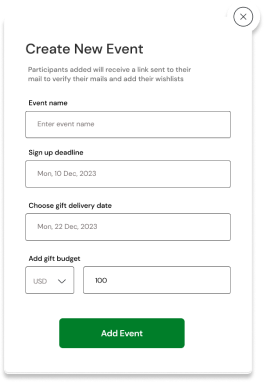 Create New Event
Participants added will receive a link sent to their
mail to verify their mails and add their wishlists
Event name
Enter event name
Sign up deadline
Mon, 10 Dec, 2023
Choose gift delivery date
Mon, 22 Dec, 2023
Add gift budget
USD 100
Add Event